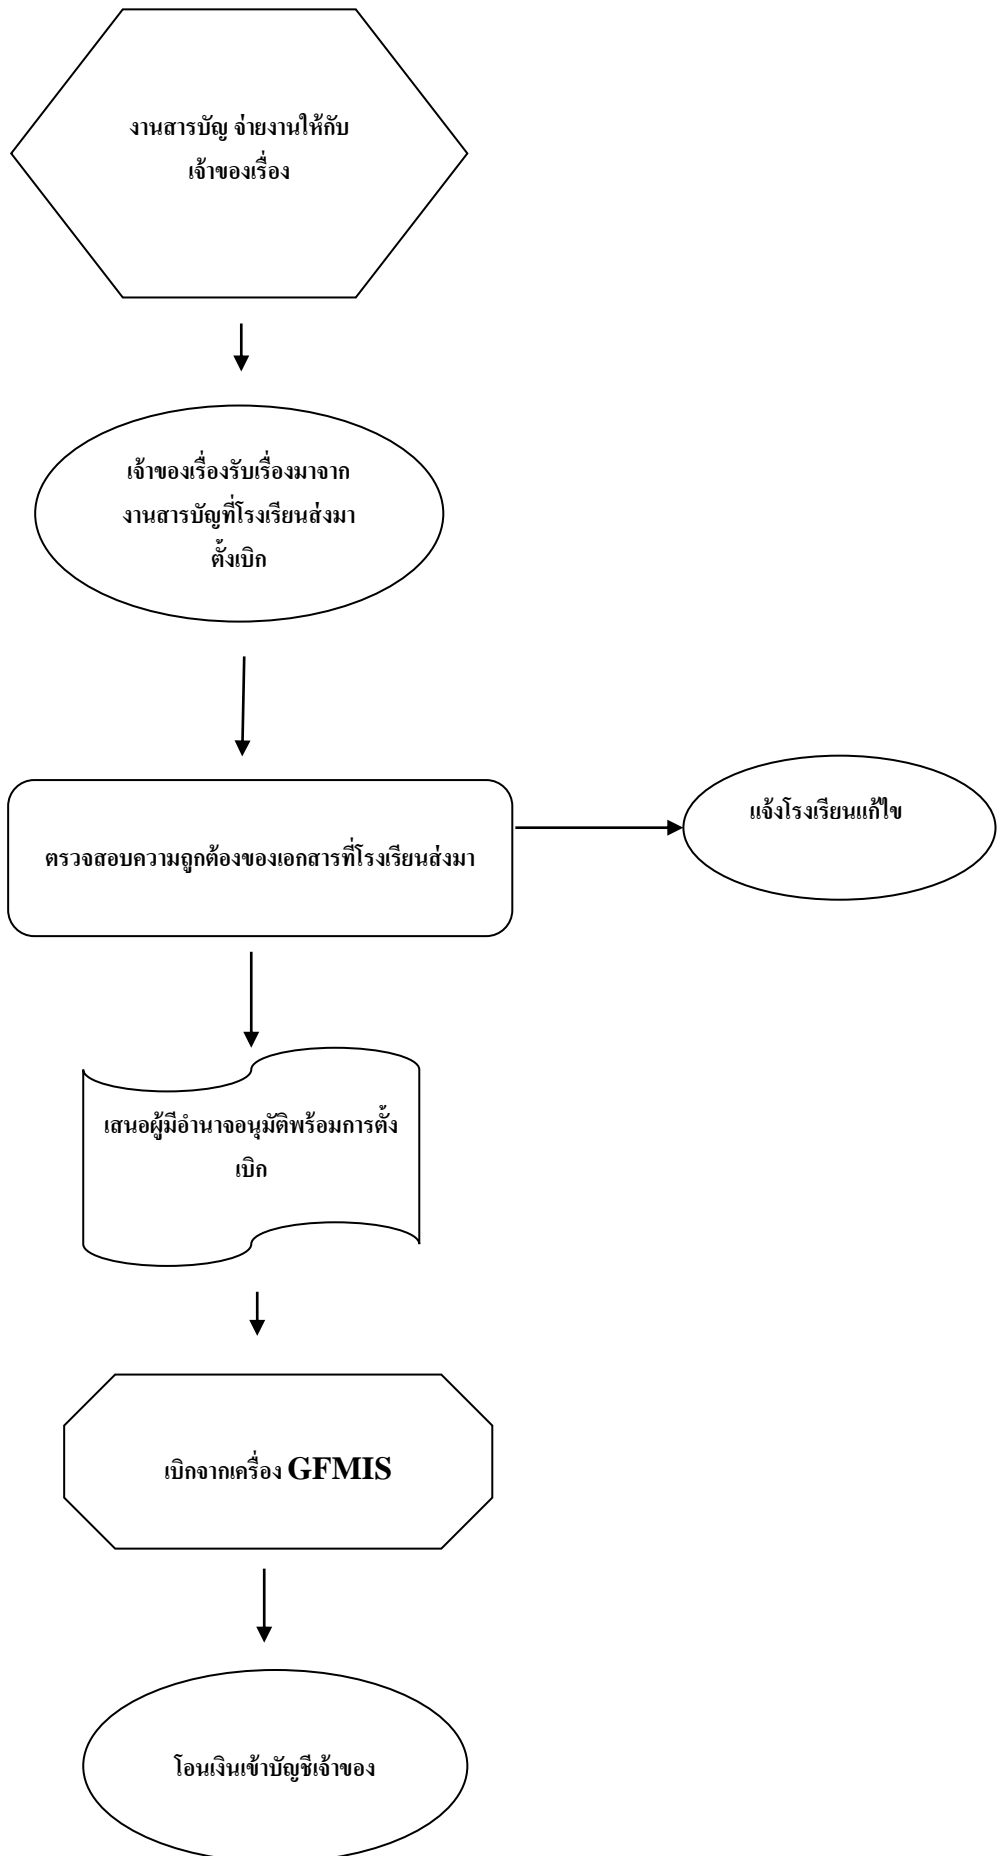 งานสารบัญ จ่ายงานให้กับ
เจ้าของเรื่อง
เจ้าของเรื่องรับเรื่องมาจาก
งานสารบัญที่โรงเรียนส่งมา
ตั้งเบิก
แจ้งโรงเรียนแก้ไข
ตรวจสอบความถูกต้องของเอกสารที่โรงเรียนส่งมา
เสนอผู้มีอำนาจอนุมัติพร้อมการตั้ง
เบิก
เบิกจากเครื่อง GFMIS
โอนเงินเข้าบัญชีเจ้าของ